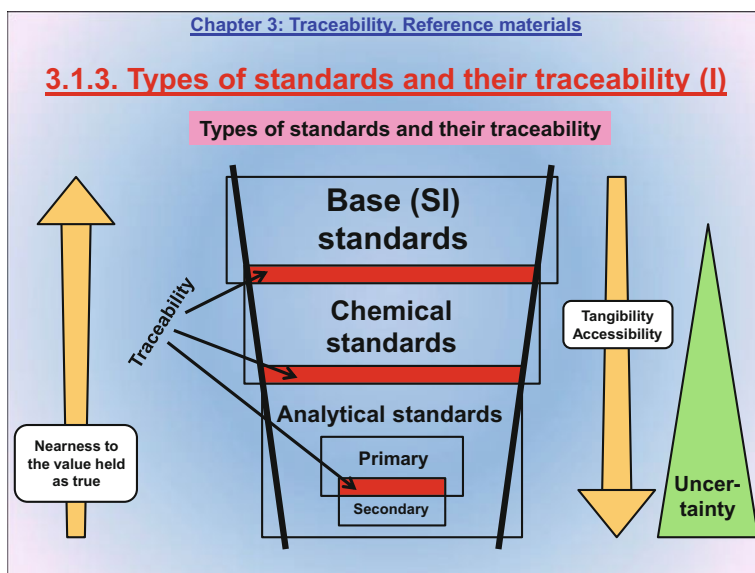 Chapter 3: Traceability. Reference materials
3.1.3. Types of standards and their traceability (I)
Types of standards and their traceability
Base (SI)
standards
Traceability
Chemical
standards
Tangibility
Accessibility
Analytical standards
Nearness to
the value held
as true
Primary
Secondary
Uncer-
tainty